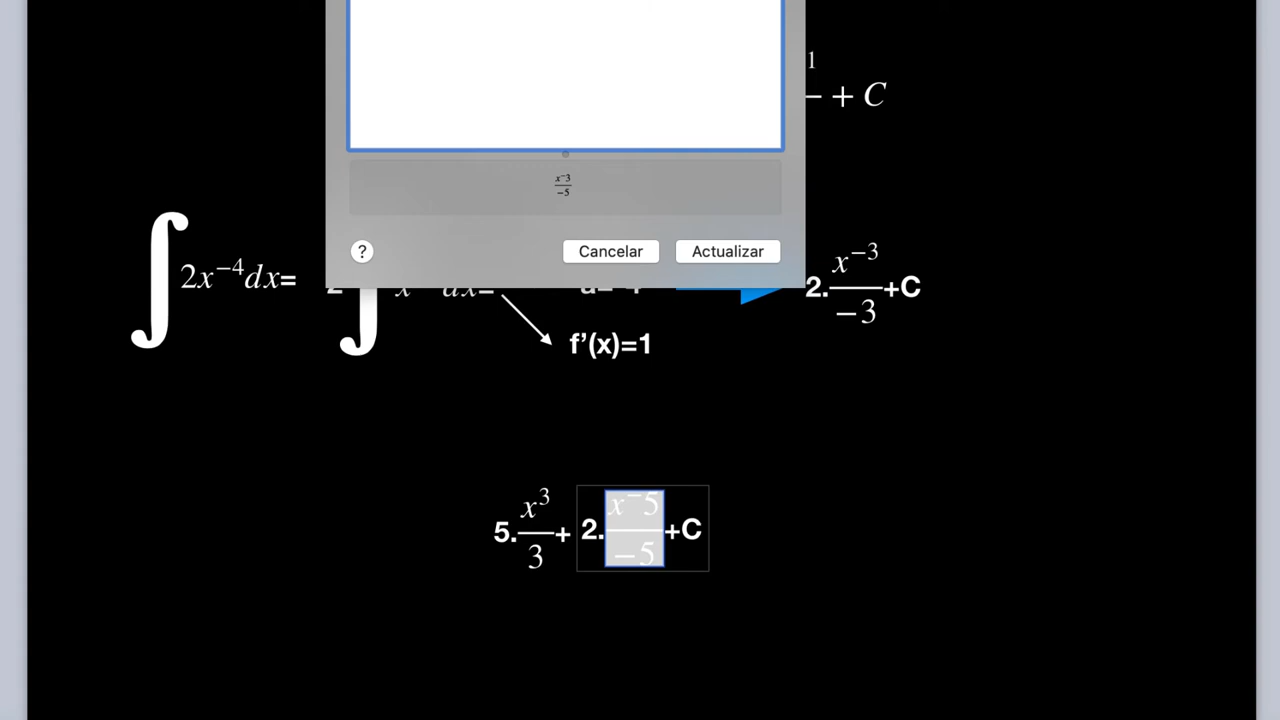 1
— + C
x⁻3
—
−5
? Cancelar Actualizar
∫ 2x⁻⁴dx= 2.x⁻³/−3+C
f’(x)=1
5.x³/3+ 2.x⁻5/−5+C